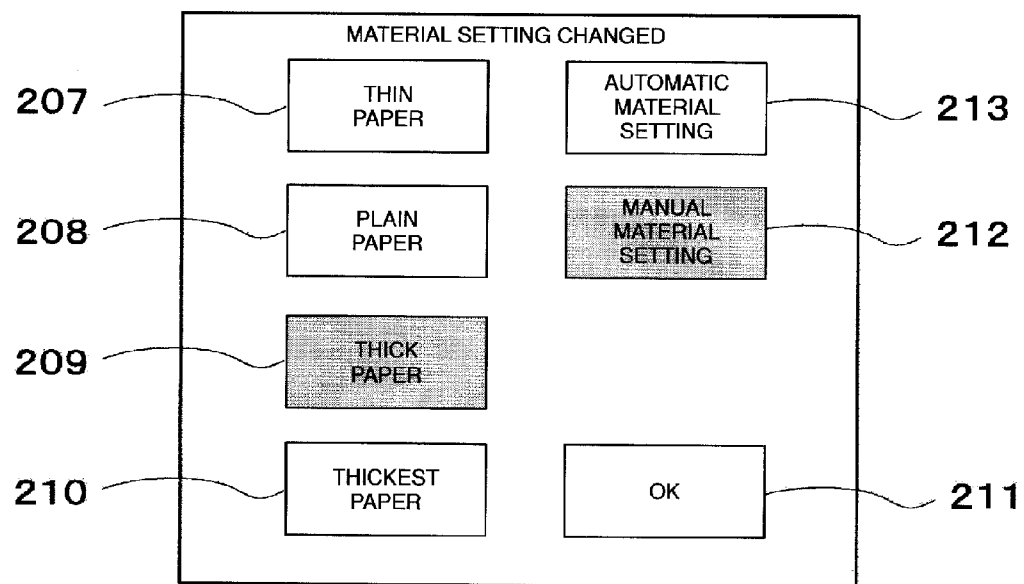 MATERIAL SETTING CHANGED
207
THIN
PAPER
AUTOMATIC
MATERIAL
SETTING
213
208
PLAIN
PAPER
MANUAL
MATERIAL
SETTING
212
209
THICK
PAPER
210
THICKEST
PAPER
OK
211